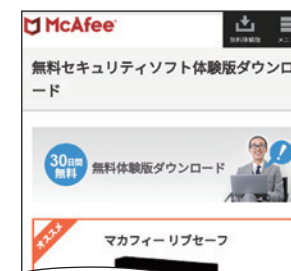 McAfee
無料体験版
メニ
無料セキュリティソフト体験版ダウンロ
ード
30日間
無料
無料体験版ダウンロード
オススメ
マカフィー リブセーフ